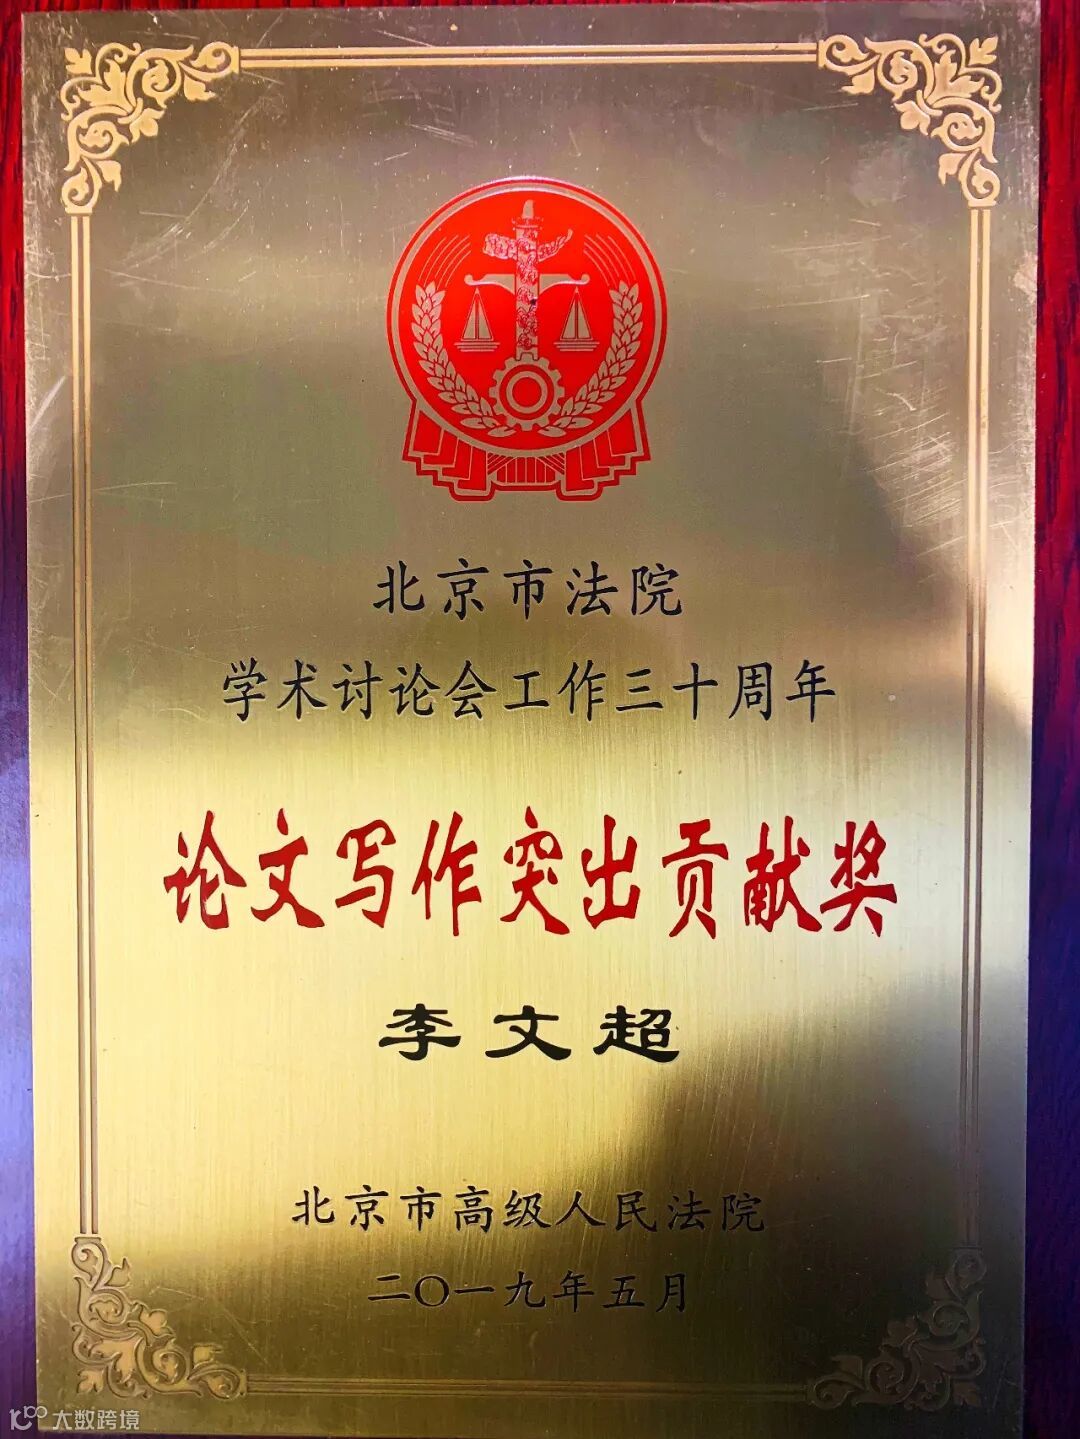 北京市法院
学术讨论会工作三十周年
论文写作突出贡献奖
李文超
北京市高级人民法院
二〇一九年五月
大数跨境